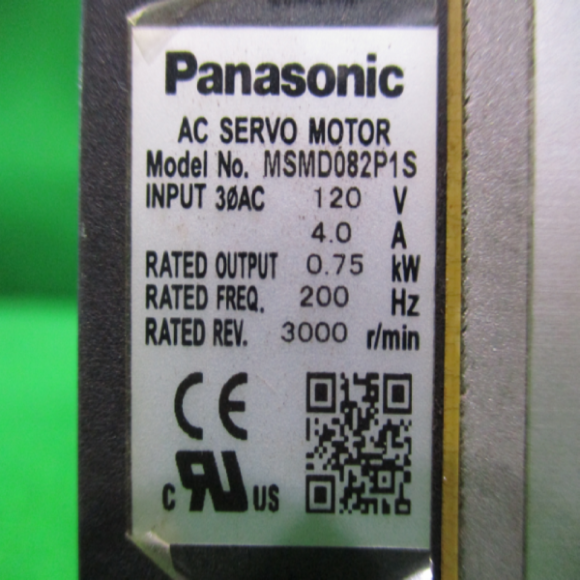 Panasonic
AC SERVO MOTOR
Model No. MSMD082P1S
INPUT 3øAC 120 V
4.0 A
RATED OUTPUT 0.75 kW
RATED FREQ. 200 Hz
RATED REV. 3000 r/min
CE
C RU US